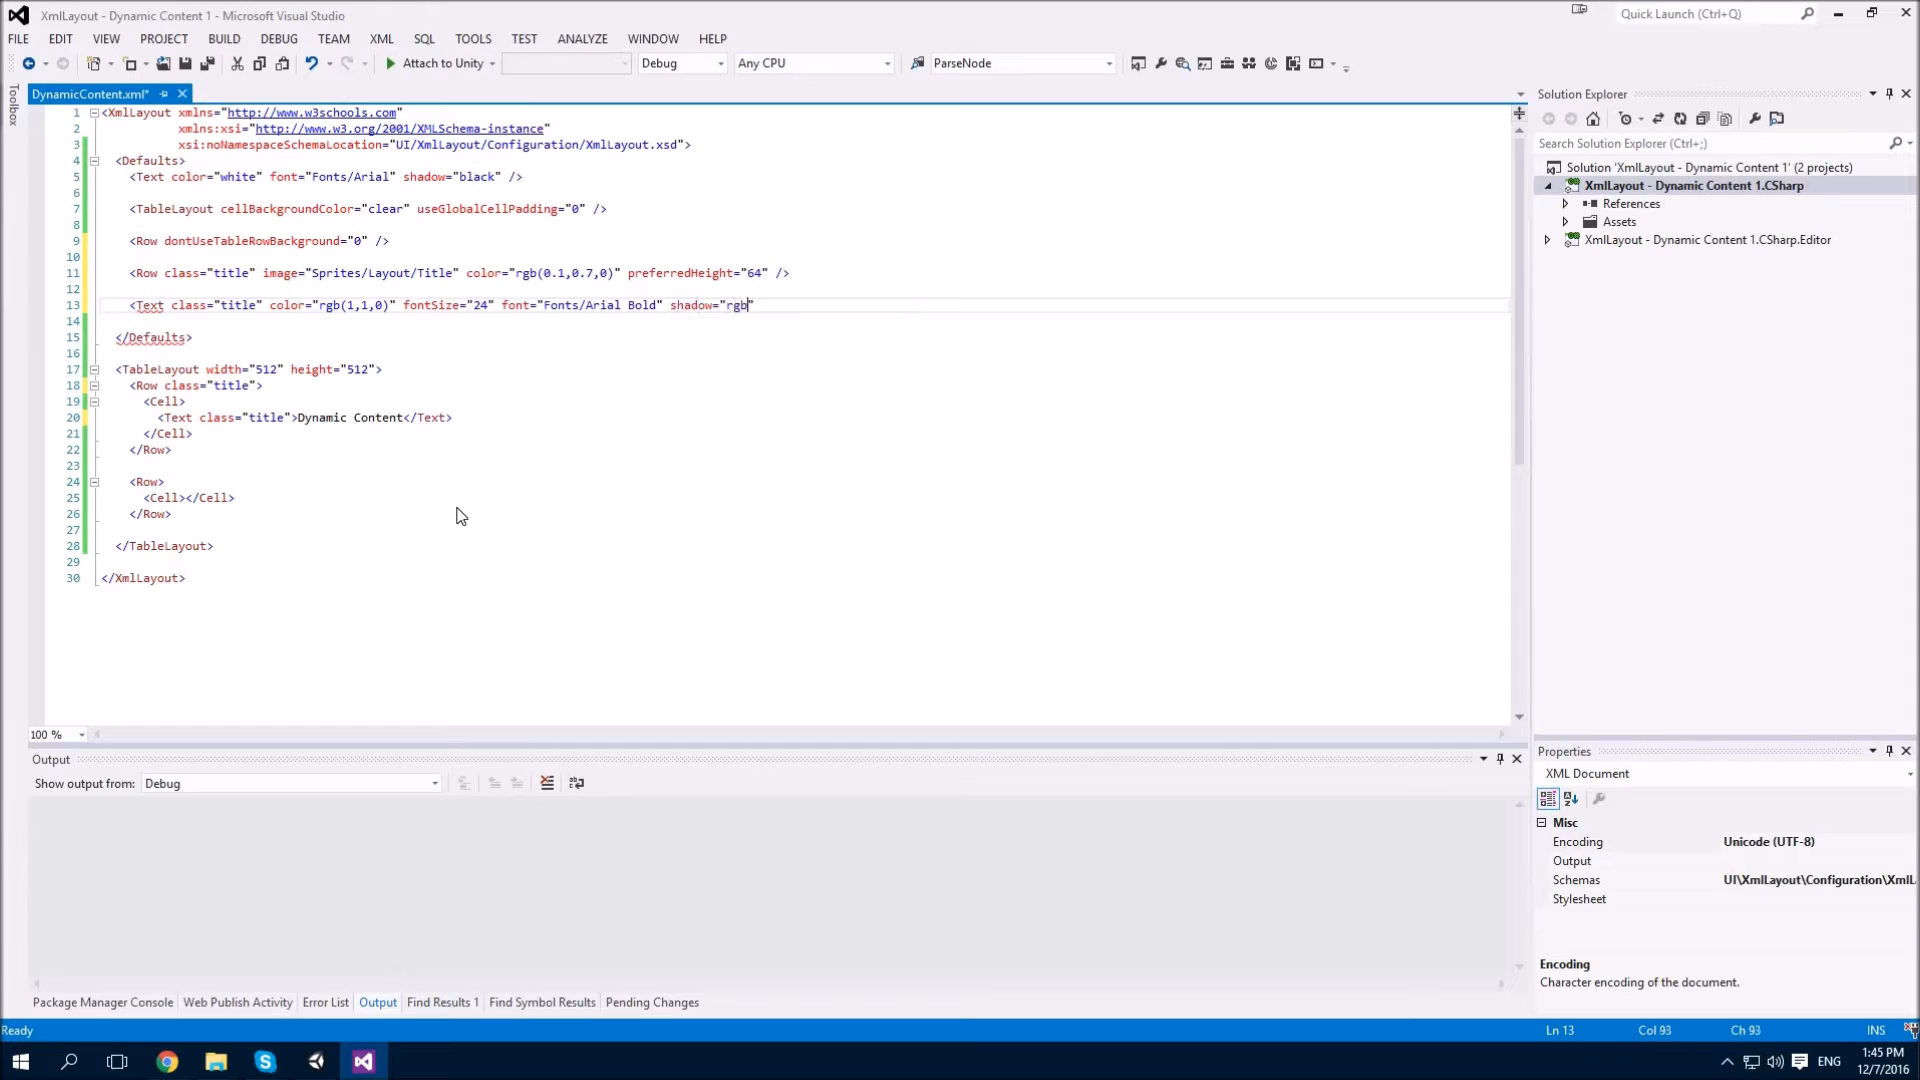 XmlLayout - Dynamic Content 1 - Microsoft Visual Studio
Quick Launch (Ctrl+Q)
FILE EDIT VIEW PROJECT BUILD DEBUG TEAM XML SQL TOOLS TEST ANALYZE WINDOW HELP
Attach to Unity Debug Any CPU ParseNode
Toolbox
DynamicContent.xml*
1 <XmlLayout xmlns="http://www.w3schools.com"
2 xmlns:xsi="http://www.w3.org/2001/XMLSchema-instance"
3 xsi:noNamespaceSchemaLocation="UI/XmlLayout/Configuration/XmlLayout.xsd">
4 <Defaults>
5 <Text color="white" font="Fonts/Arial" shadow="black" />
6
7 <TableLayout cellBackgroundColor="clear" useGlobalCellPadding="0" />
8
9 <Row dontUseTableRowBackground="0" />
10
11 <Row class="title" image="Sprites/Layout/Title" color="rgb(0.1,0.7,0)" preferredHeight="64" />
12
13 <Text class="title" color="rgb(1,1,0)" fontSize="24" font="Fonts/Arial Bold" shadow="rgb"
14
15 </Defaults>
16
17 <TableLayout width="512" height="512">
18 <Row class="title">
19 <Cell>
20 <Text class="title">Dynamic Content</Text>
21 </Cell>
22 </Row>
23
24 <Row>
25 <Cell></Cell>
26 </Row>
27
28 </TableLayout>
29
30 </XmlLayout>
100 %
Solution Explorer
Search Solution Explorer (Ctrl+;)
Solution 'XmlLayout - Dynamic Content 1' (2 projects)
XmlLayout - Dynamic Content 1.CSharp
References
Assets
XmlLayout - Dynamic Content 1.CSharp.Editor
Output
Show output from: Debug
Properties
XML Document
Misc
Encoding Unicode (UTF-8)
Output
Schemas UI\XmlLayout\Configuration\XmlL
Stylesheet
Encoding
Character encoding of the document.
Package Manager Console Web Publish Activity Error List Output Find Results 1 Find Symbol Results Pending Changes
Ready Ln 13 Col 93 Ch 93 INS
ENG
1:45 PM
12/7/2016